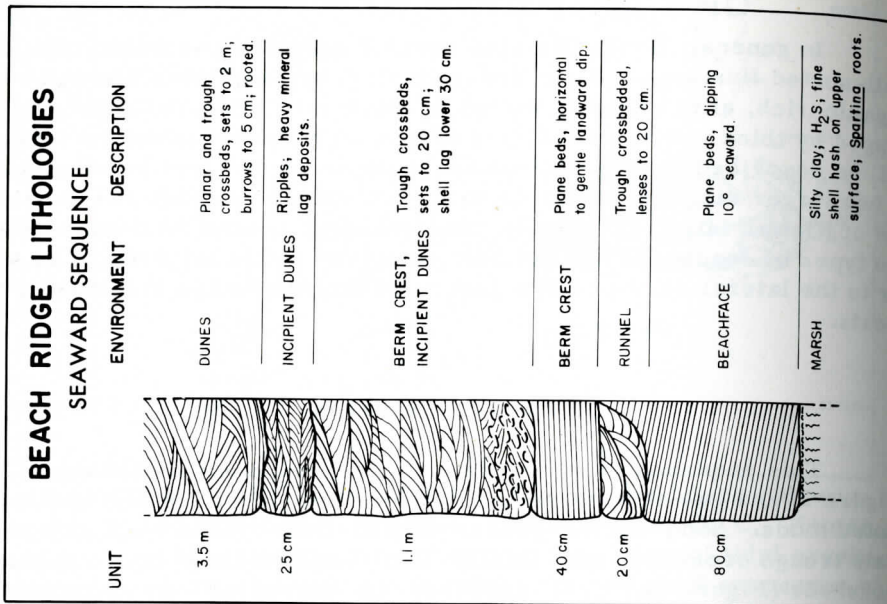 BEACH RIDGE LITHOLOGIES
SEAWARD SEQUENCE
UNIT
ENVIRONMENT
DESCRIPTION
3.5 m
DUNES
Planar and trough
crossbeds, sets to 2 m;
burrows to 5 cm; rooted.
25 cm
INCIPIENT DUNES
Ripples; heavy mineral
lag deposits.
1.1 m
BERM CREST,
INCIPIENT DUNES
Trough crossbeds,
sets to 20 cm;
shell lag lower 30 cm.
40 cm
BERM CREST
Plane beds, horizontal
to gentle landward dip.
20 cm
RUNNEL
Trough crossbedded,
lenses to 20 cm.
80 cm
BEACHFACE
Plane beds, dipping
10° seaward.
MARSH
Silty clay; H₂S; fine
shell hash on upper
surface; Spartina roots.